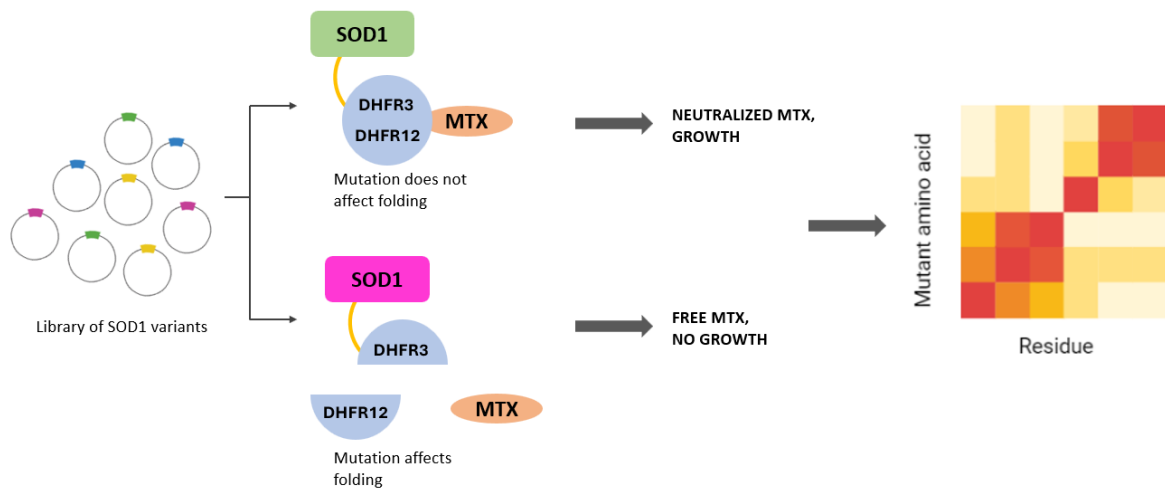 Library of SOD1 variants
SOD1
DHFR3
DHFR12
MTX
Mutation does not
affect folding
NEUTRALIZED MTX,
GROWTH
SOD1
DHFR3
DHFR12
MTX
Mutation affects
folding
FREE MTX,
NO GROWTH
Mutant amino acid
Residue